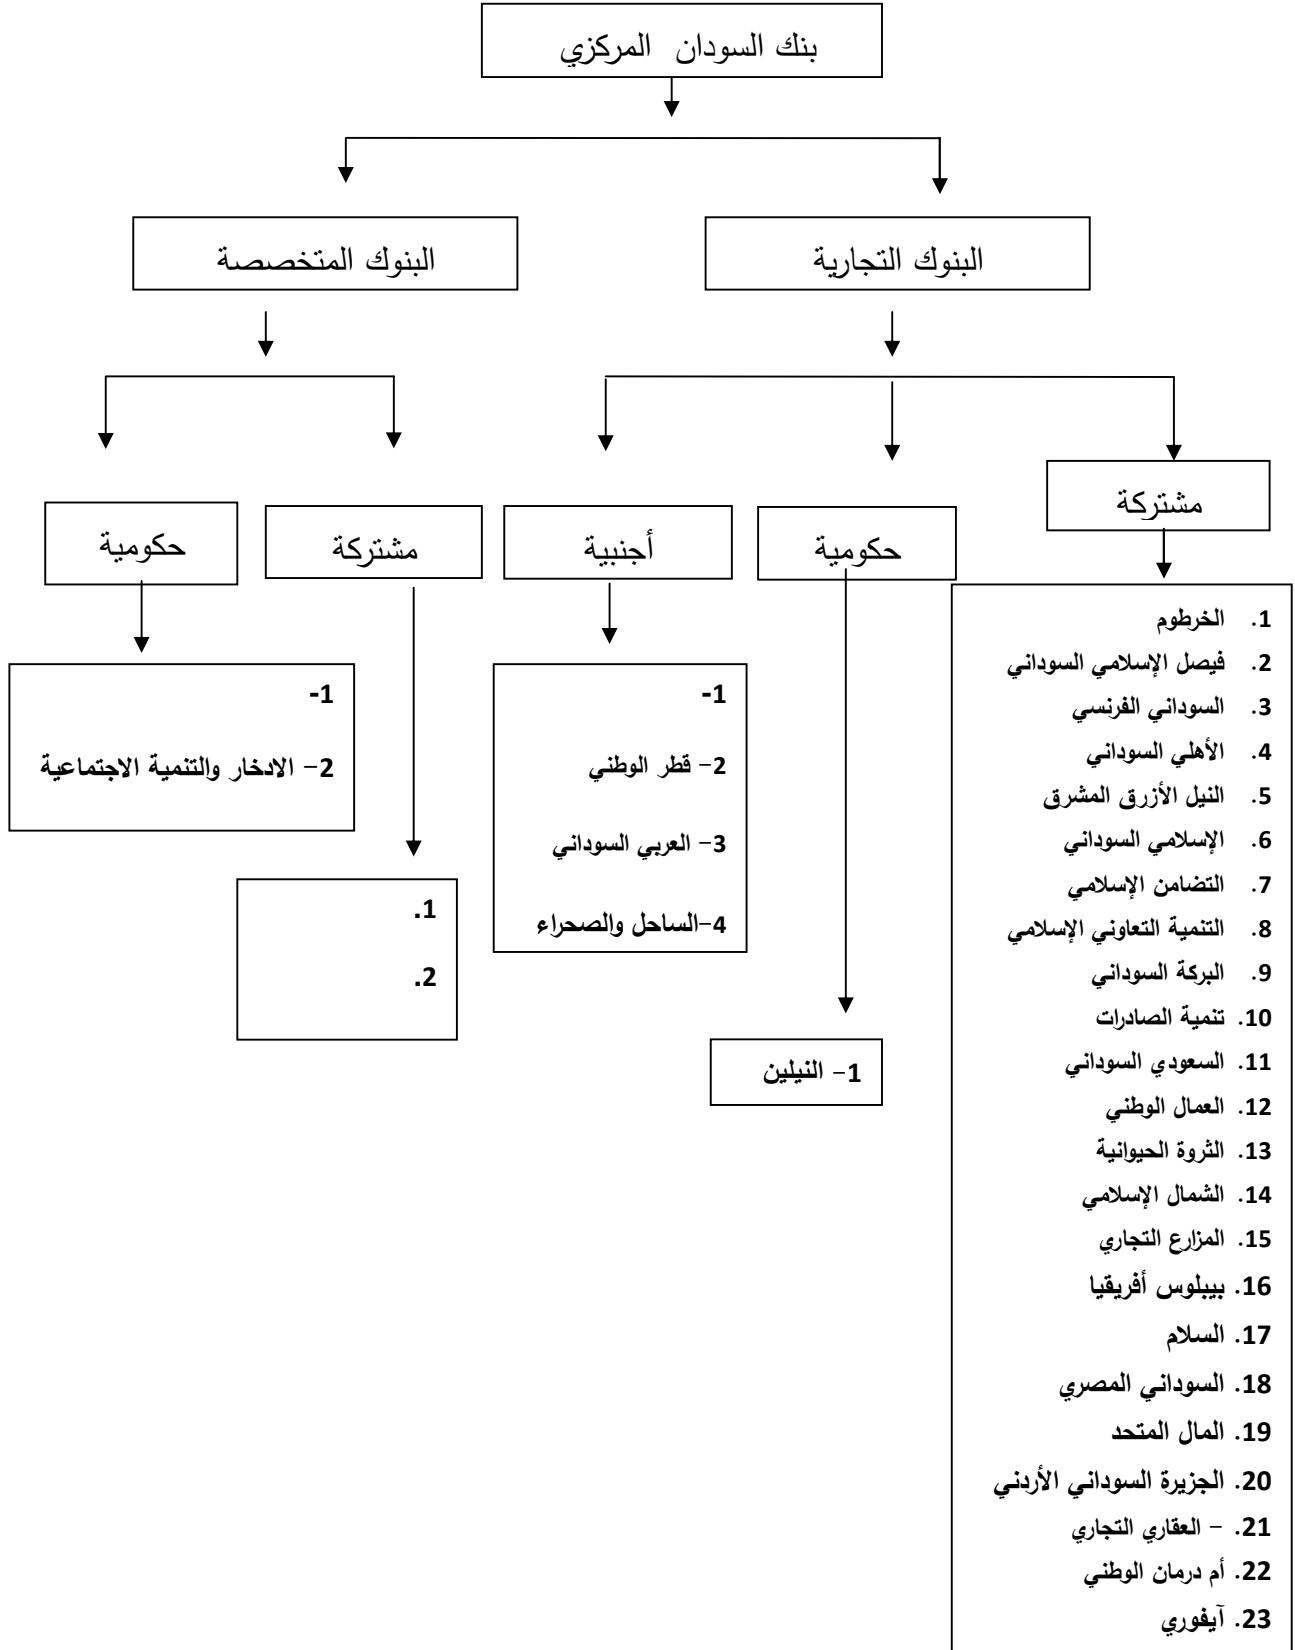 بنك السودان المركزي
البنوك التجارية
البنوك المتخصصة
مشتركة
حكومية
أجنبية
مشتركة
حكومية
1. الخرطوم
2. فيصل الإسلامي السوداني
3. السوداني الفرنسي
4. الأهلي السوداني
5. النيل الأزرق المشرق
6. الإسلامي السوداني
7. التضامن الإسلامي
8. التنمية التعاوني الإسلامي
9. البركة السوداني
10. تنمية الصادرات
11. السعودي السوداني
12. العمال الوطني
13. الثروة الحيوانية
14. الشمال الإسلامي
15. المزارع التجاري
16. بيبلوس أفريقيا
17. السلام
18. السوداني المصري
19. المال المتحد
20. الجزيرة السوداني الأردني
21. – العقاري التجاري
22. أم درمان الوطني
23. آيفوري
1– النيلين
1-
2– قطر الوطني
3– العربي السوداني
4–الساحل والصحراء
1.
2.
1-
2– الادخار والتنمية الاجتماعية